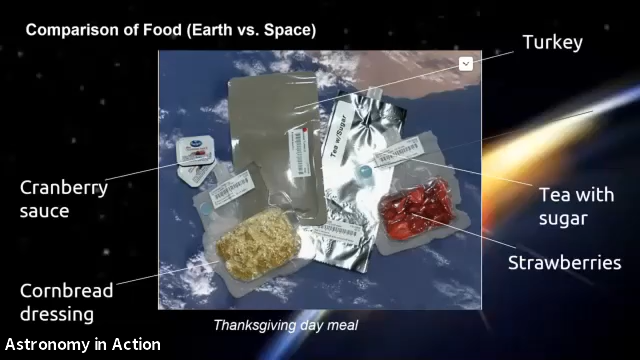 Comparison of Food (Earth vs. Space)
Turkey
Tea w/Sugar
Cranberry
sauce
Tea with
sugar
Strawberries
Cornbread
dressing
Thanksgiving day meal
Astronomy in Action